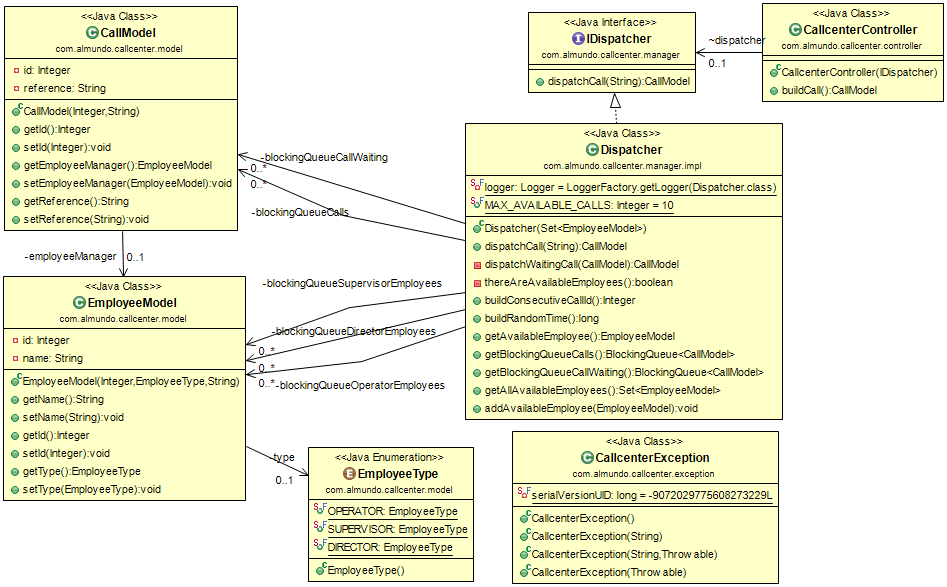 <<Java Class>>
CallModel
com.almundo.callcenter.model
id: Integer
reference: String
CallModel(Integer,String)
getId():Integer
setId(Integer):void
getEmployeeManager():EmployeeModel
setEmployeeManager(EmployeeModel):void
getReference():String
setReference(String):void
<<Java Interface>>
IDispatcher
com.almundo.callcenter.manager
dispatchCall(String):CallModel
~dispatcher
0..1
<<Java Class>>
CallcenterController
com.almundo.callcenter.controller
CallcenterController(IDispatcher)
buildCall():CallModel
<<Java Class>>
Dispatcher
com.almundo.callcenter.manager.impl
logger: Logger = LoggerFactory.getLogger(Dispatcher.class)
MAX_AVAILABLE_CALLS: Integer = 10
Dispatcher(Set<EmployeeModel>)
dispatchCall(String):CallModel
dispatchWaitingCall(CallModel):CallModel
thereAreAvailableEmployees():boolean
buildConsecutiveCallId():Integer
buildRandomTime():long
getAvailableEmployee():EmployeeModel
getBlockingQueueCalls():BlockingQueue<CallModel>
getBlockingQueueCallWaiting():BlockingQueue<CallModel>
getAllAvailableEmployees():Set<EmployeeModel>
addAvailableEmployee(EmployeeModel):void
-blockingQueueCallWaiting
0..*
0..*
-blockingQueueCalls
-employeeManager
0..1
-blockingQueueSupervisorEmployees
-blockingQueueDirectorEmployees
0..*
0..*
0..*
-blockingQueueOperatorEmployees
<<Java Class>>
EmployeeModel
com.almundo.callcenter.model
id: Integer
name: String
EmployeeModel(Integer,EmployeeType,String)
getName():String
setName(String):void
getId():Integer
setId(Integer):void
getType():EmployeeType
setType(EmployeeType):void
-type
0..1
<<Java Enumeration>>
EmployeeType
com.almundo.callcenter.model
OPERATOR: EmployeeType
SUPERVISOR: EmployeeType
DIRECTOR: EmployeeType
EmployeeType()
<<Java Class>>
CallcenterException
com.almundo.callcenter.exception
serialVersionUID: long = -9072029775608273229L
CallcenterException()
CallcenterException(String)
CallcenterException(String,Throw able)
CallcenterException(Throw able)